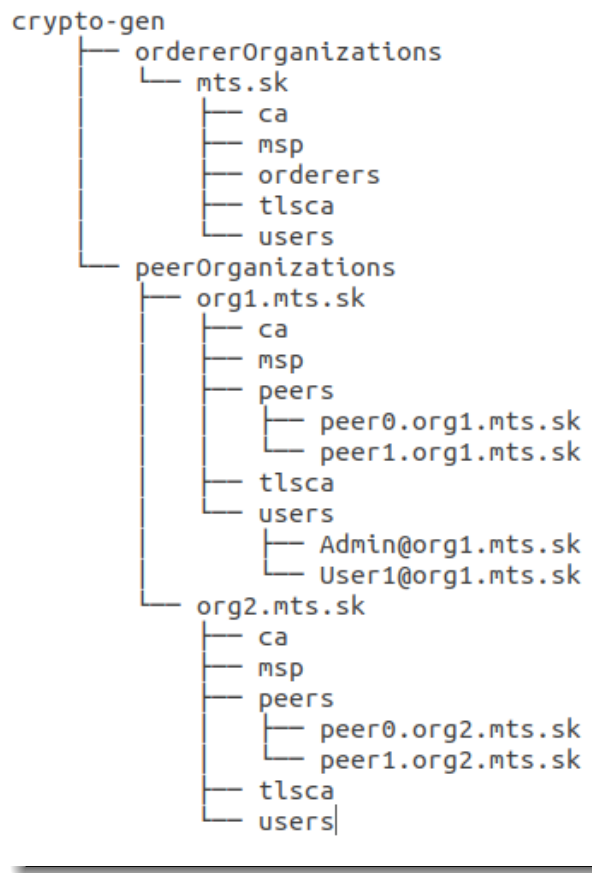 crypto-gen
├── ordererOrganizations
│   └── mts.sk
│       ├── ca
│       ├── msp
│       ├── orderers
│       ├── tlsca
│       └── users
└── peerOrganizations
    ├── org1.mts.sk
    │   ├── ca
    │   ├── msp
    │   ├── peers
    │   │   ├── peer0.org1.mts.sk
    │   │   └── peer1.org1.mts.sk
    │   ├── tlsca
    │   └── users
    │       ├── Admin@org1.mts.sk
    │       └── User1@org1.mts.sk
    └── org2.mts.sk
        ├── ca
        ├── msp
        ├── peers
        │   ├── peer0.org2.mts.sk
        │   └── peer1.org2.mts.sk
        ├── tlsca
        └── users